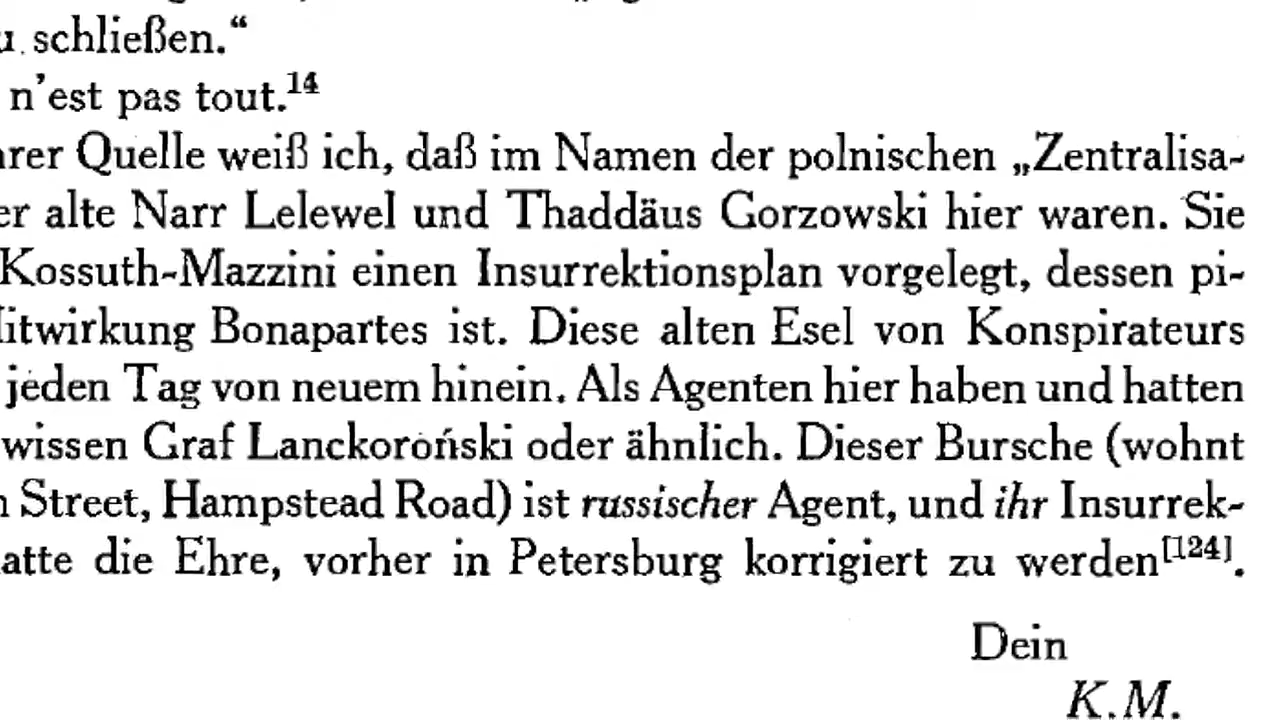 schließen.“
n’est pas tout.14
Quelle weiß ich, daß im Namen der polnischen „Zentralisa-
alte Narr Lelewel und Thaddäus Gorzowski hier waren. Sie
Kossuth-Mazzini einen Insurrektionsplan vorgelegt, dessen pi-
itwirkung Bonapartes ist. Diese alten Esel von Konspirateurs
jeden Tag von neuem hinein. Als Agenten hier haben und hatten
wissen Graf Lanckoroński oder ähnlich. Dieser Bursche (wohnt
Street, Hampstead Road) ist russischer Agent, und ihr Insurrek-
atte die Ehre, vorher in Petersburg korrigiert zu werden[124].
Dein
K.M.